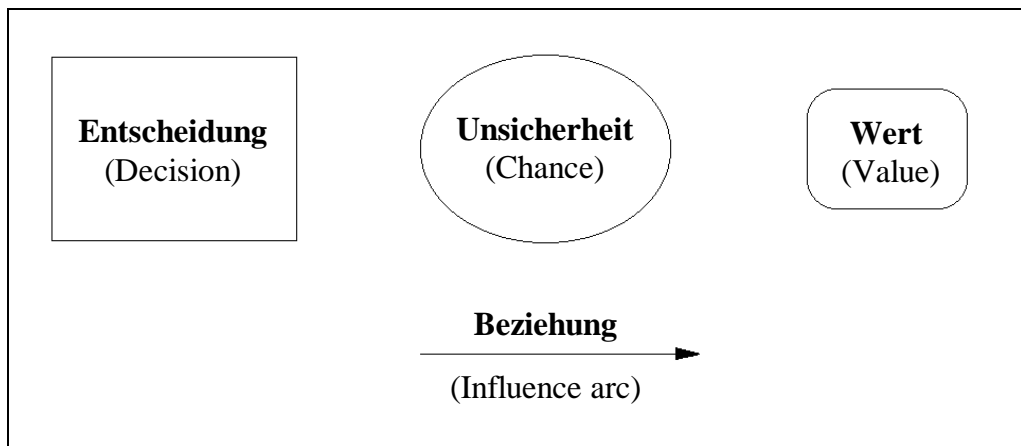 Entscheidung
(Decision)
Unsicherheit
(Chance)
Wert
(Value)
Beziehung
(Influence arc)